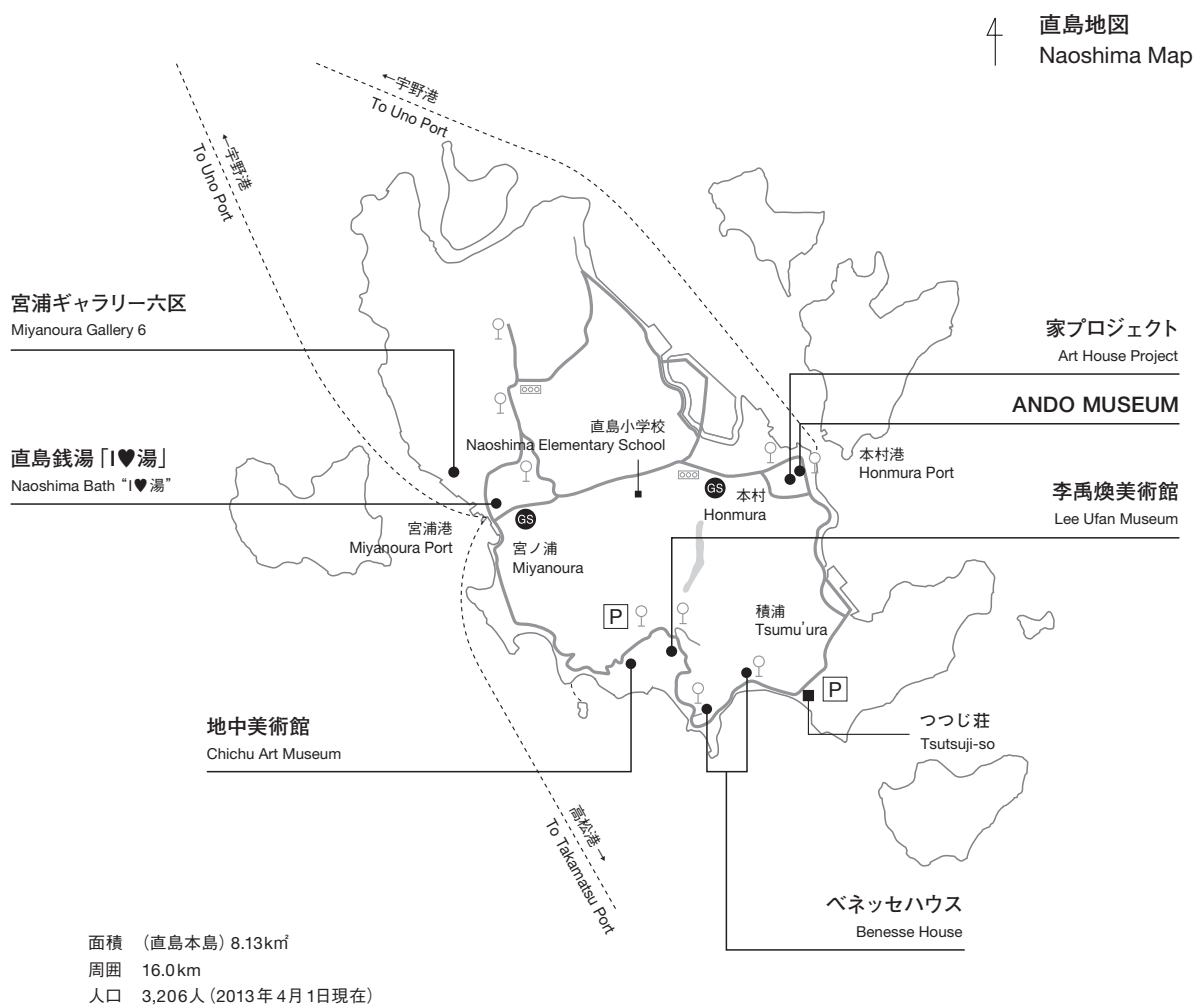 直島地図
Naoshima Map
←宇野港
To Uno Port
←宇野港
To Uno Port
宮浦ギャラリー六区
Miyanoura Gallery 6
家プロジェクト
Art House Project
ANDO MUSEUM
直島小学校
Naoshima Elementary School
本村港
Honmura Port
直島銭湯「I♥湯」
Naoshima Bath “I♥湯”
GS
本村
Honmura
李禹煥美術館
Lee Ufan Museum
宮浦港
Miyanoura Port
GS
宮ノ浦
Miyanoura
P
積浦
Tsumu’ura
P
地中美術館
Chichu Art Museum
つつじ荘
Tsutsuji-so
高松港→
To Takamatsu Port
ベネッセハウス
Benesse House
面積 （直島本島）8.13km²
周囲 16.0km
人口 3,206人（2013年4月1日現在）